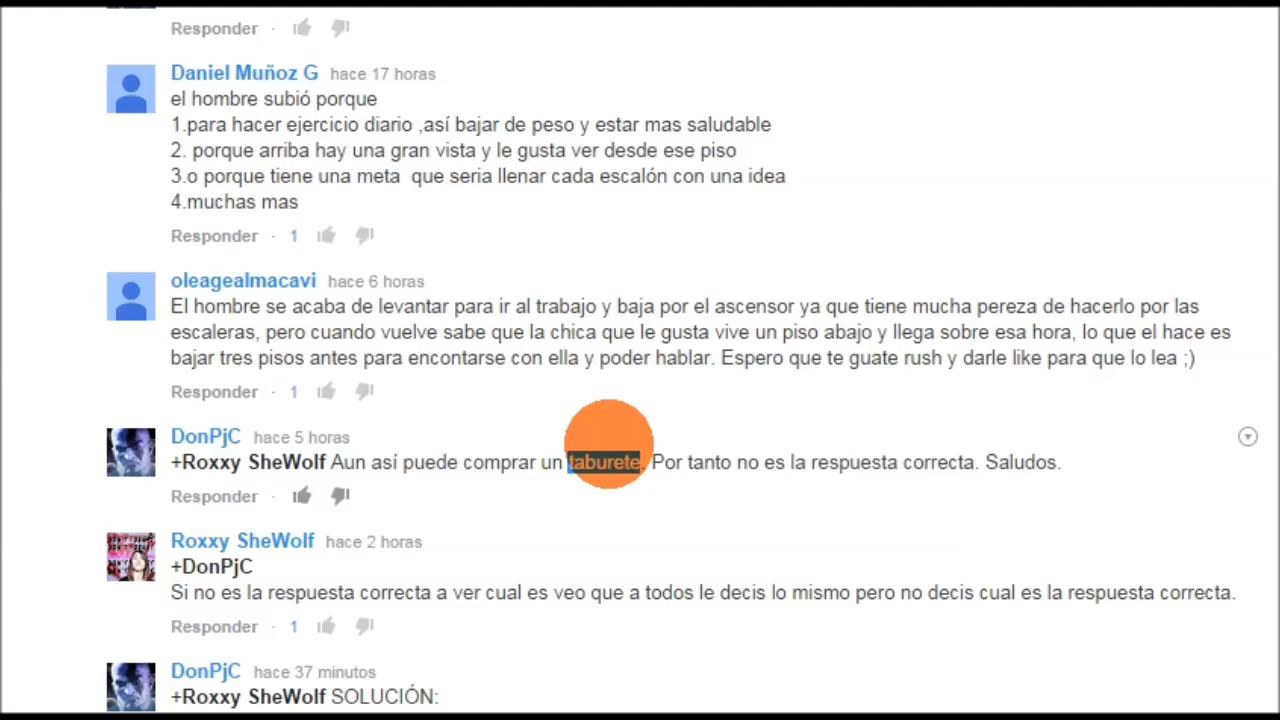 Responder ·
Daniel Muñoz G hace 17 horas
el hombre subió porque
1.para hacer ejercicio diario ,así bajar de peso y estar mas saludable
2. porque arriba hay una gran vista y le gusta ver desde ese piso
3.o porque tiene una meta que seria llenar cada escalón con una idea
4.muchas mas
Responder · 1
oleagealmacavi hace 6 horas
El hombre se acaba de levantar para ir al trabajo y baja por el ascensor ya que tiene mucha pereza de hacerlo por las
escaleras, pero cuando vuelve sabe que la chica que le gusta vive un piso abajo y llega sobre esa hora, lo que el hace es
bajar tres pisos antes para encontarse con ella y poder hablar. Espero que te guate rush y darle like para que lo lea ;)
Responder · 1
DonPjC hace 5 horas
+Roxxy SheWolf Aun así puede comprar un taburete. Por tanto no es la respuesta correcta. Saludos.
Responder ·
Roxxy SheWolf hace 2 horas
+DonPjC
Si no es la respuesta correcta a ver cual es veo que a todos le decis lo mismo pero no decis cual es la respuesta correcta.
Responder · 1
DonPjC hace 37 minutos
+Roxxy SheWolf SOLUCIÓN: